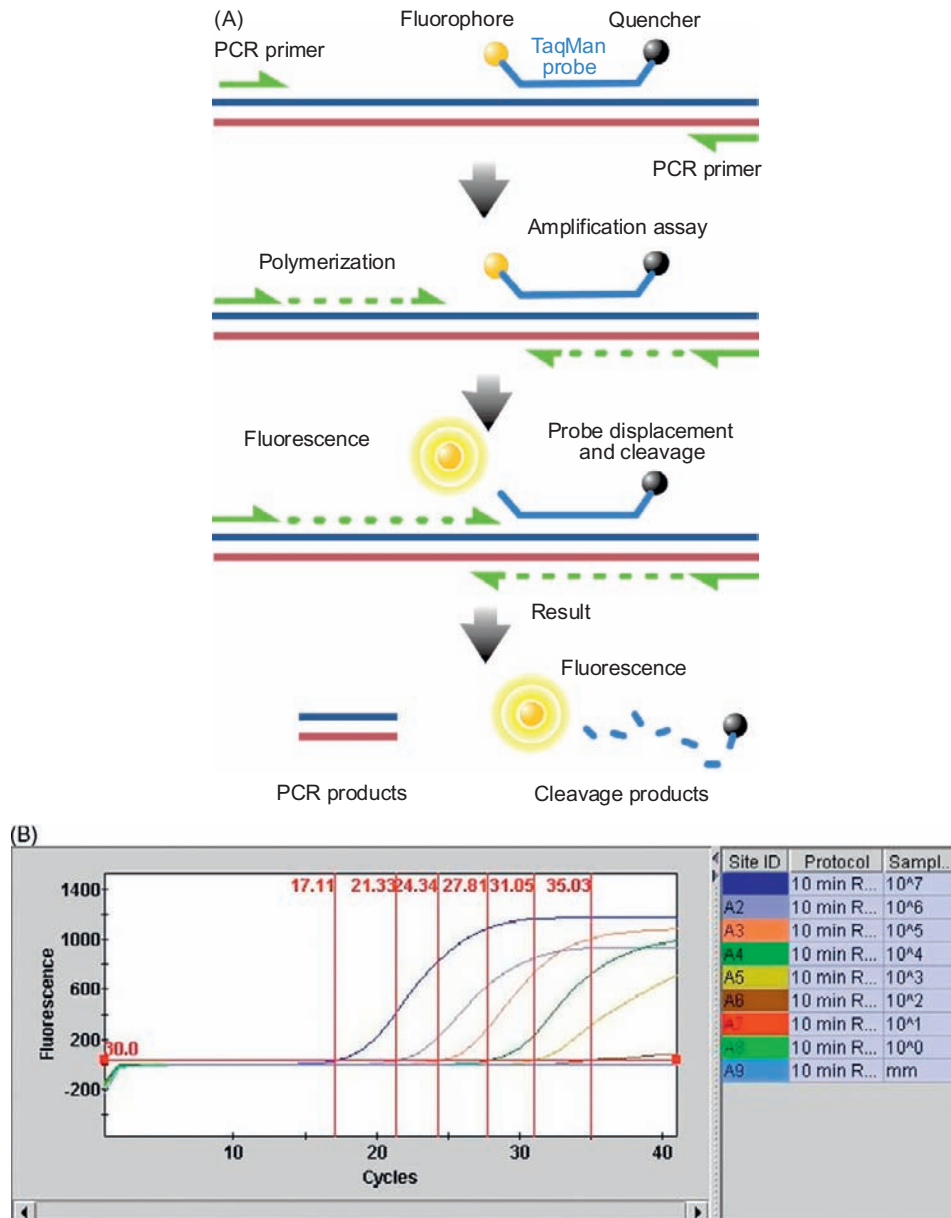 (A)
Fluorophore
Quencher
PCR primer
TaqMan
probe
PCR primer
Amplification assay
Polymerization
Fluorescence
Probe displacement
and cleavage
Result
Fluorescence
PCR products
Cleavage products
(B)
Site ID Protocol Sampl..
10 min R... 10^7
A2 10 min R... 10^6
A3 10 min R... 10^5
A4 10 min R... 10^4
A5 10 min R... 10^3
A6 10 min R... 10^2
A7 10 min R... 10^1
A8 10 min R... 10^0
A9 10 min R... mm
17.11 21.33 24.34 27.81 31.05 35.03
1400
1000
600
200
-200
30.0
Fluorescence
10 20 30 40
Cycles